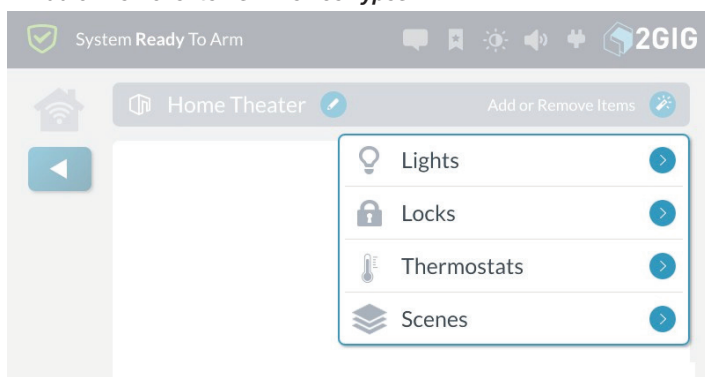 System Ready To Arm
2GIG
Home Theater
Add or Remove Items
Lights
Locks
Thermostats
Scenes